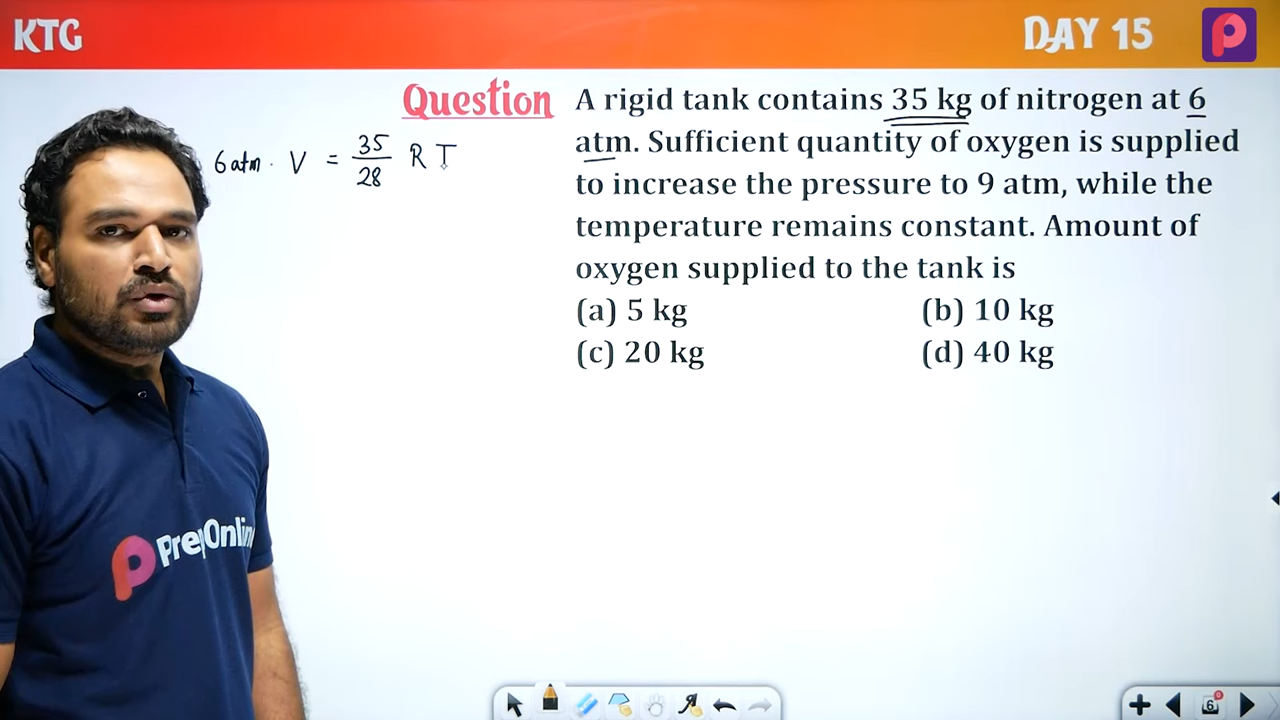 KTG
DAY 15
Question
A rigid tank contains 35 kg of nitrogen at 6
atm. Sufficient quantity of oxygen is supplied
to increase the pressure to 9 atm, while the
temperature remains constant. Amount of
oxygen supplied to the tank is
(a) 5 kg (b) 10 kg
(c) 20 kg (d) 40 kg
6 atm · V = 35/28 R T
PrepOnlin
6